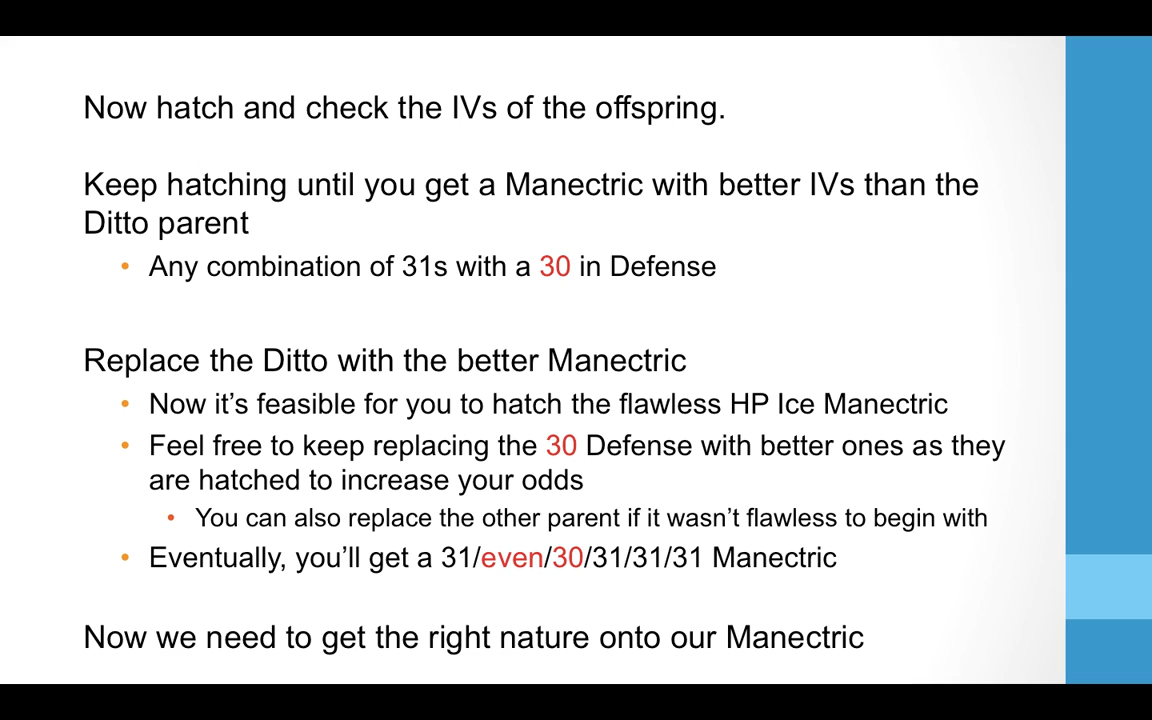 Now hatch and check the IVs of the offspring.
Keep hatching until you get a Manectric with better IVs than the
Ditto parent
• Any combination of 31s with a 30 in Defense
Replace the Ditto with the better Manectric
• Now it’s feasible for you to hatch the flawless HP Ice Manectric
• Feel free to keep replacing the 30 Defense with better ones as they
are hatched to increase your odds
• You can also replace the other parent if it wasn’t flawless to begin with
• Eventually, you’ll get a 31/even/30/31/31/31 Manectric
Now we need to get the right nature onto our Manectric